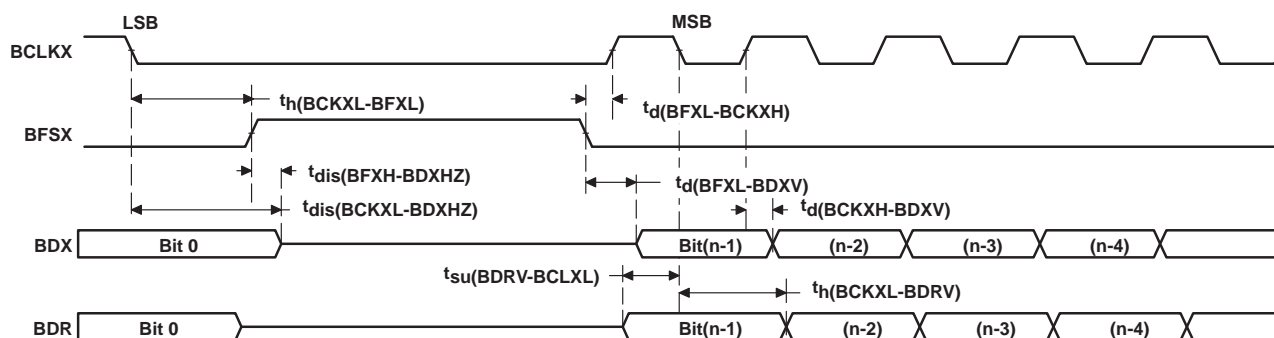 LSB MSB
BCLKX
th(BCKXL-BFXL) td(BFXL-BCKXH)
BFSX
tdis(BFXH-BDXHZ) td(BFXL-BDXV)
tdis(BCKXL-BDXHZ) td(BCKXH-BDXV)
BDX Bit 0 Bit(n-1) (n-2) (n-3) (n-4)
tsu(BDRV-BCLXL) th(BCKXL-BDRV)
BDR Bit 0 Bit(n-1) (n-2) (n-3) (n-4)